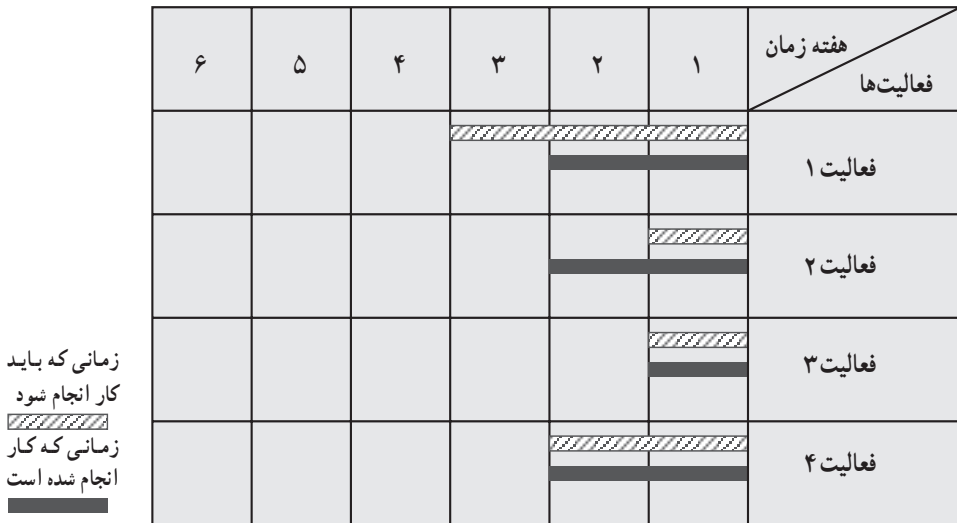 هفته زمان
فعالیت‌ها
۱ ۲ ۳ ۴ ۵ ۶
فعالیت ۱
فعالیت ۲
فعالیت ۳
فعالیت ۴
زمانی که باید
کار انجام شود
زمانی که کار
انجام شده است